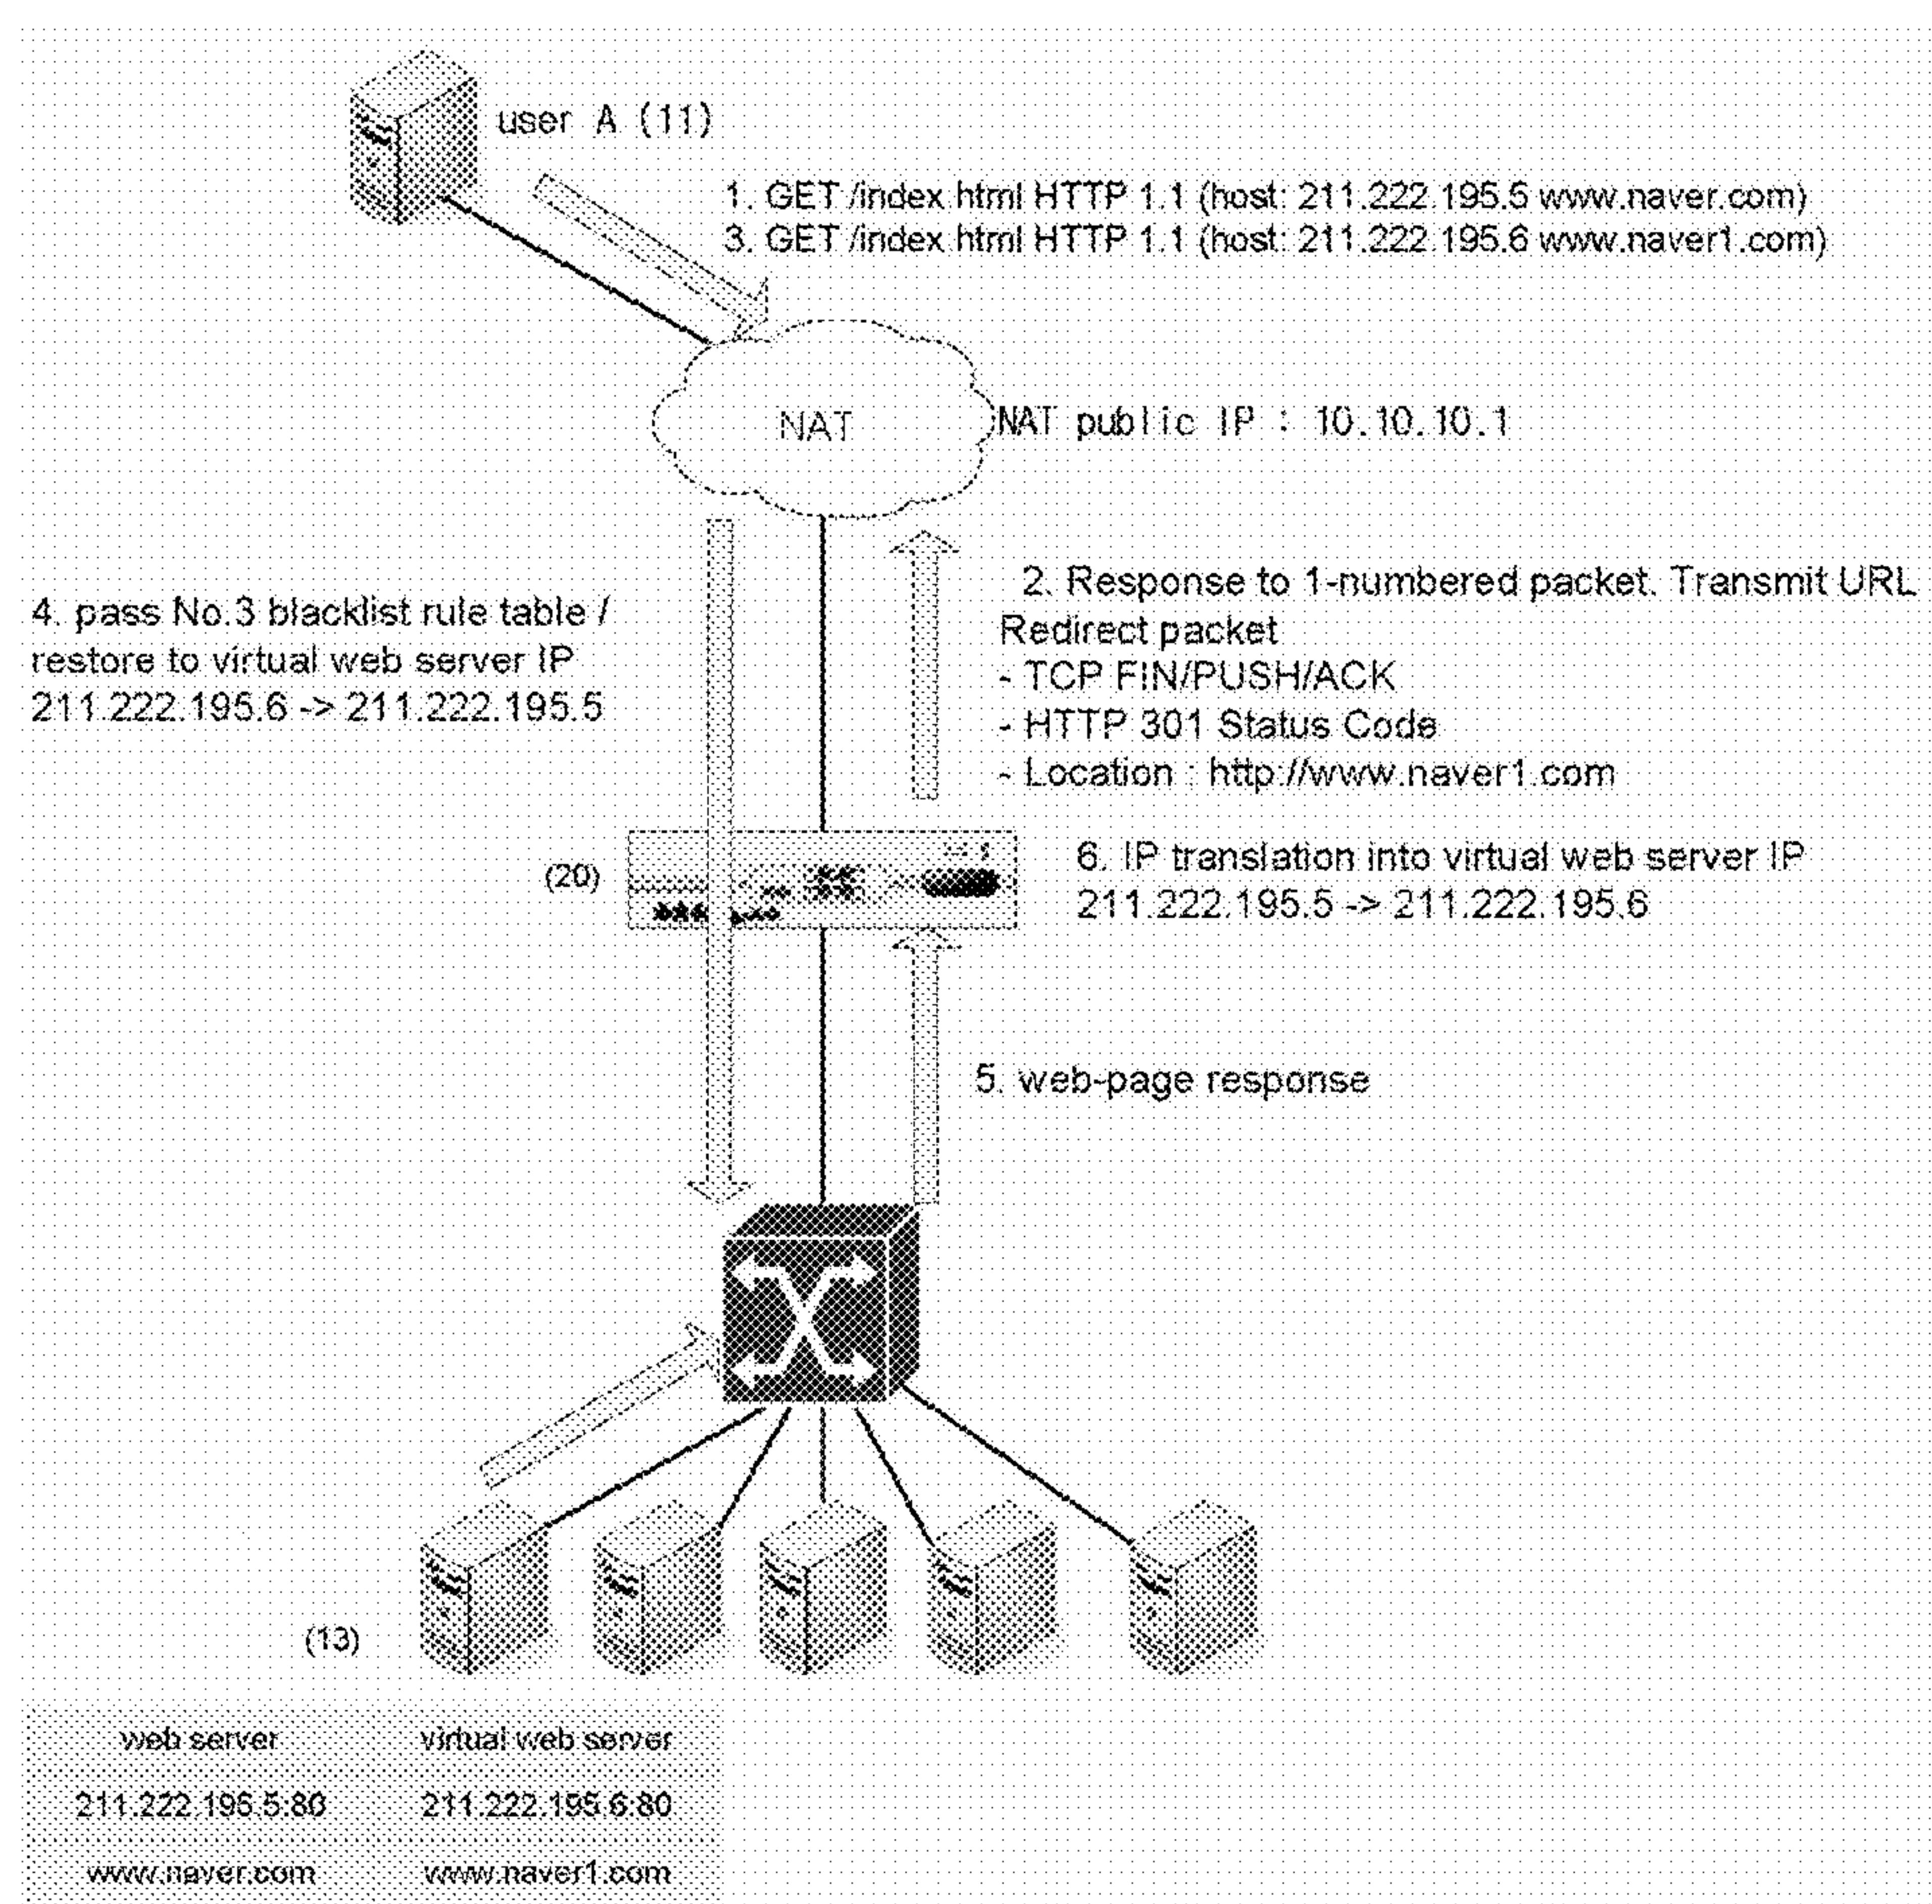 user A (11)
1. GET /index.html HTTP 1.1 (host: 211.222.195.5 www.naver.com)
3. GET /index.html HTTP 1.1 (host: 211.222.195.6 www.naver1.com)
NAT
NAT public IP : 10.10.10.1
2. Response to 1-numbered packet. Transmit URL
Redirect packet
- TCP FIN/PUSH/ACK
- HTTP 301 Status Code
- Location : http://www.naver1.com
4. pass No.3 blacklist rule table /
restore to virtual web server IP
211.222.195.6 -> 211.222.195.5
(20)
6. IP translation into virtual web server IP
211.222.195.5 -> 211.222.195.6
5. web-page response
(13)
web server virtual web server
211.222.195.5:80 211.222.195.6:80
www.naver.com www.naver1.com